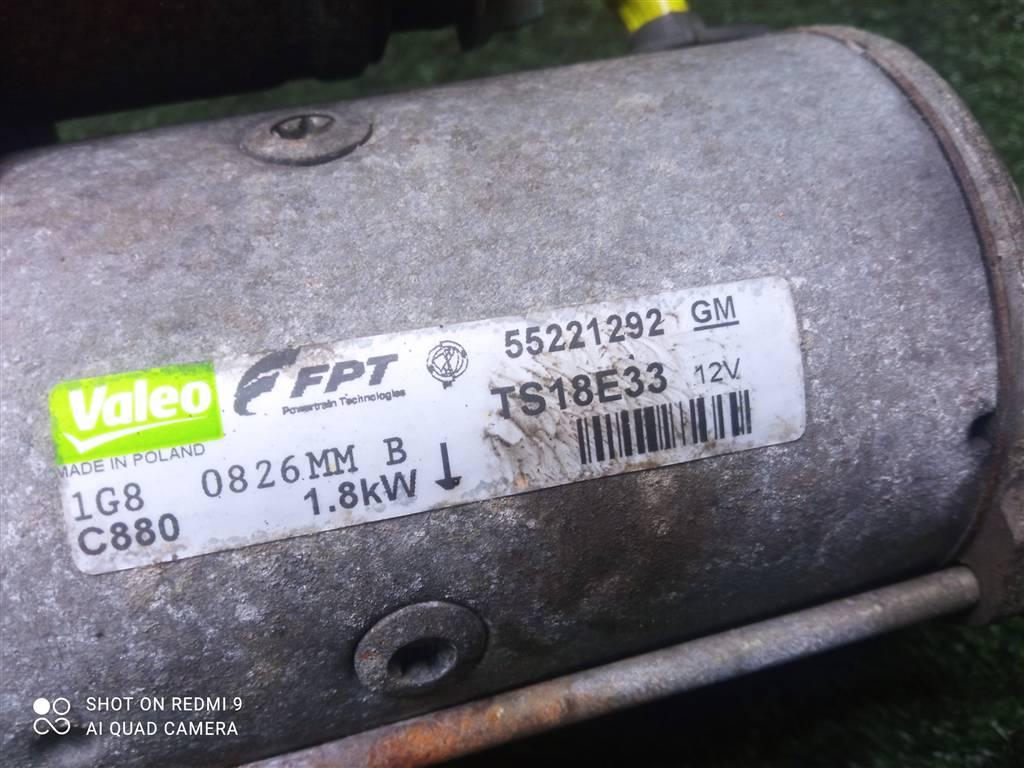 Valeo
FPT
Powertrain Technologies
55221292 GM
TS18E33 12V
MADE IN POLAND
1G8 0826MM B
C880 1.8kW
SHOT ON REDMI 9
AI QUAD CAMERA